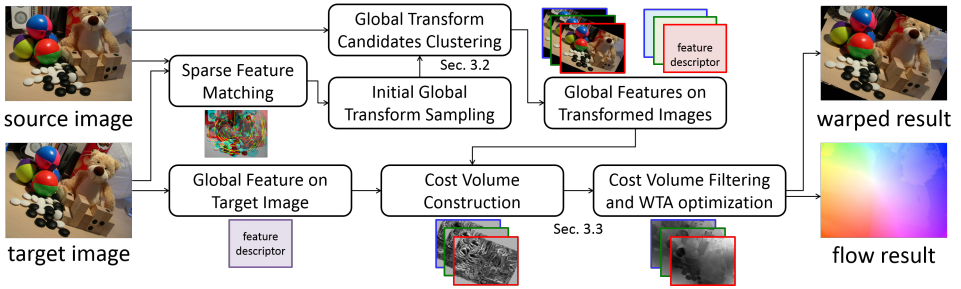 source image
target image
Sparse Feature
Matching
Global Transform
Candidates Clustering
Sec. 3.2
Initial Global
Transform Sampling
feature
descriptor
Global Features on
Transformed Images
Global Feature on
Target Image
feature
descriptor
Cost Volume
Construction
Sec. 3.3
Cost Volume Filtering
and WTA optimization
warped result
flow result